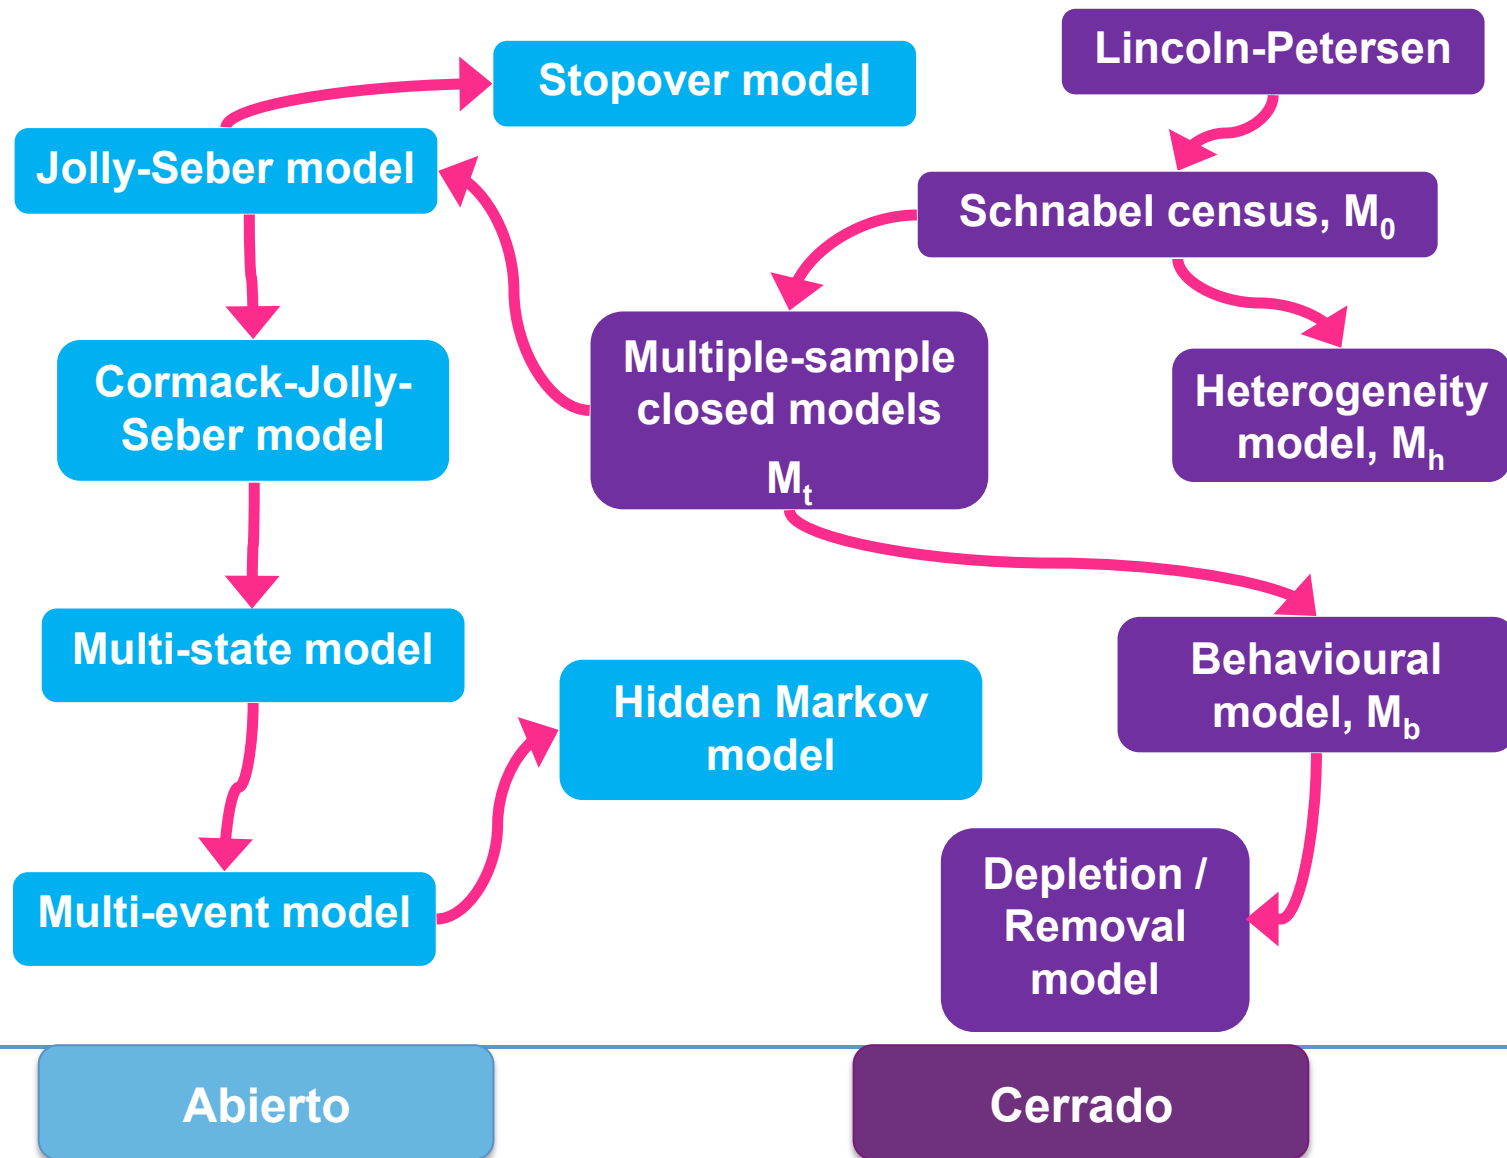 Lincoln-Petersen
Stopover model
Jolly-Seber model
Schnabel census, M₀
Multiple-sample
closed models
Mₜ
Cormack-Jolly-
Seber model
Heterogeneity
model, Mₕ
Multi-state model
Hidden Markov
model
Behavioural
model, M_b
Multi-event model
Depletion /
Removal
model
Abierto
Cerrado